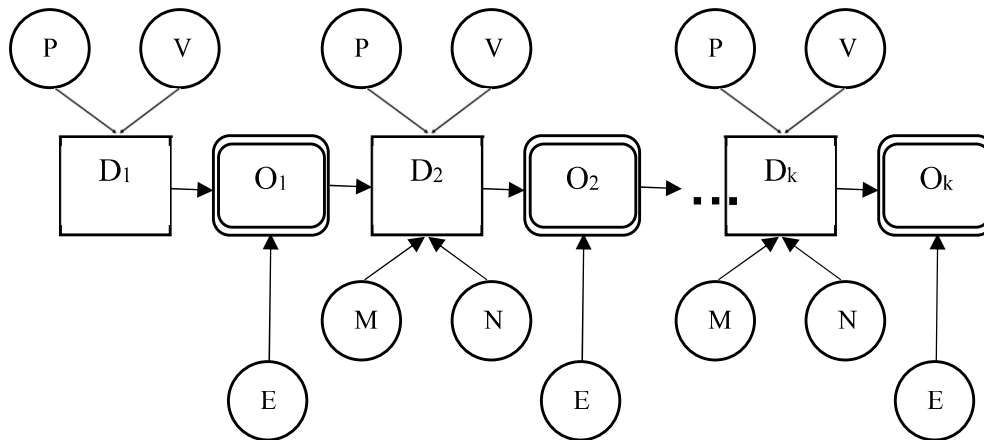 P V P V P V
D₁ O₁ D₂ O₂ ... Dₖ Oₖ
M N M N
E E E